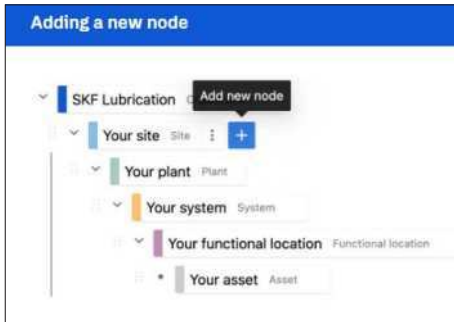 Adding a new node
SKF Lubrication
Add new node
Your site Site
Your plant Plant
Your system System
Your functional location Functional location
Your asset Asset